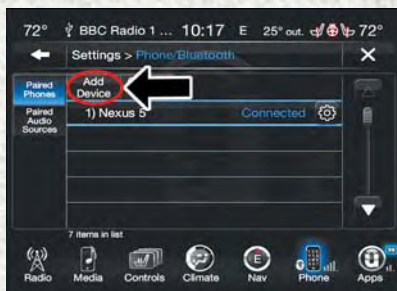 72° BBC Radio 1 ... 10:17 E 25° out. 72°
Settings > Phone/Bluetooth
Paired
Phones
Add
Device
1) Nexus 5 Connected
Paired
Audio
Sources
7 items in list
Radio Media Controls Climate E Nav Phone Apps